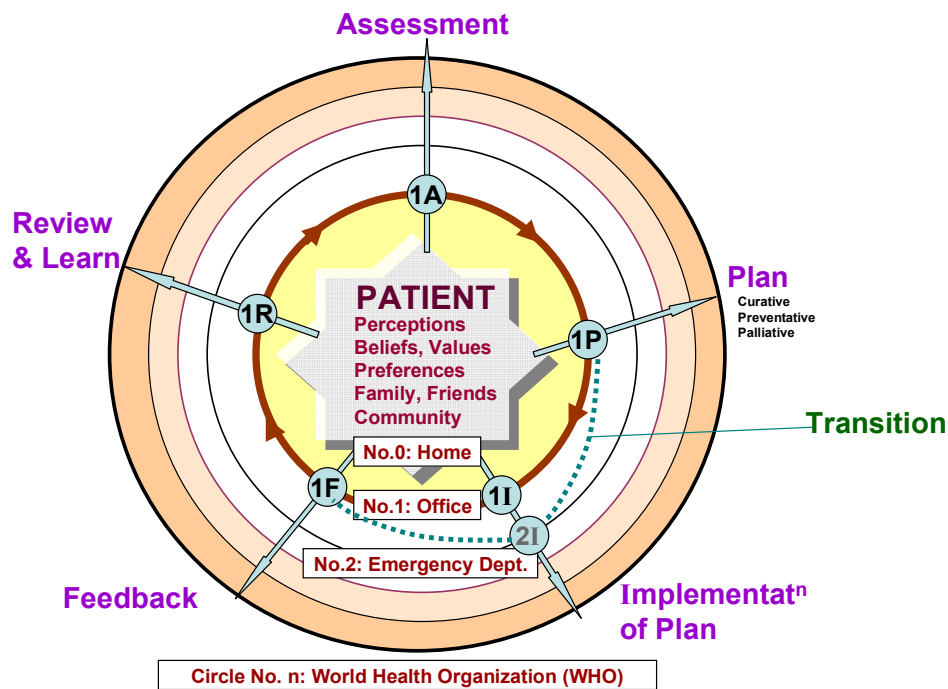 Assessment
1A
Review
& Learn
1R
Plan
Curative
Preventative
Palliative
1P
PATIENT
Perceptions
Beliefs, Values
Preferences
Family, Friends
Community
Transition
No.0: Home
1F
No.1: Office
1I
2I
No.2: Emergency Dept.
Feedback
Implementatⁿ
of Plan
Circle No. n: World Health Organization (WHO)